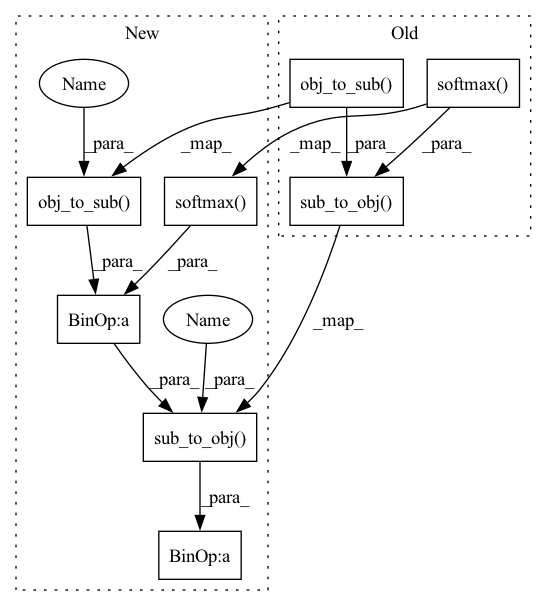 New
Old
Name
obj_to_sub()
softmax()
_para_
_map_
_map_
_para_
_para_
obj_to_sub()
softmax()
sub_to_obj()
_para_
_para_
BinOp:a
Name
_map_
_para_
_para_
sub_to_obj()
_para_
BinOp:a